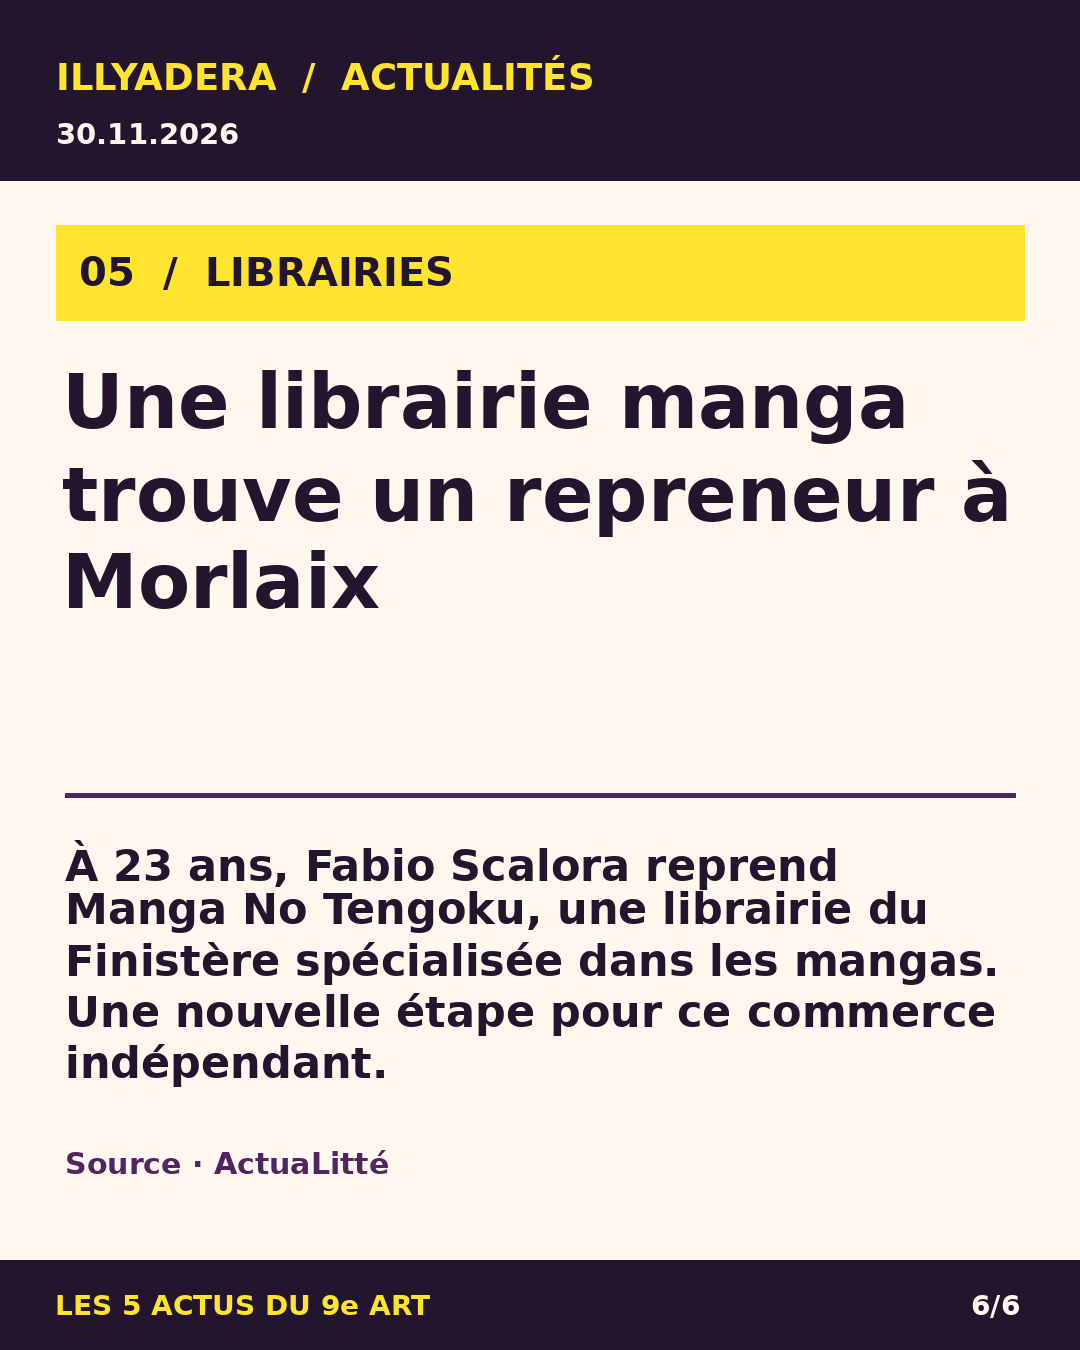 ILLYADERA / ACTUALITÉS
30.11.2026
05 / LIBRAIRIES
Une librairie manga
trouve un repreneur à
Morlaix
À 23 ans, Fabio Scalora reprend
Manga No Tengoku, une librairie du
Finistère spécialisée dans les mangas.
Une nouvelle étape pour ce commerce
indépendant.
Source · ActuaLitté
LES 5 ACTUS DU 9e ART
6/6